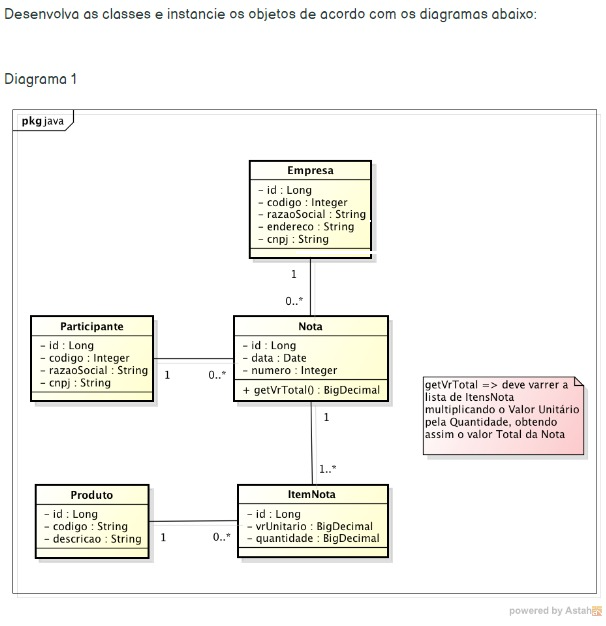 Desenvolva as classes e instancie os objetos de acordo com os diagramas abaixo:
Diagrama 1
pkg java
Empresa
- id : Long
- codigo : Integer
- razaoSocial : String
- endereco : String
- cnpj : String
1
0..*
Participante
- id : Long
- codigo : Integer
- razaoSocial : String
- cnpj : String
1
0..*
Nota
- id : Long
- data : Date
- numero : Integer
+ getVrTotal() : BigDecimal
getVrTotal => deve varrer a
lista de ItensNota
multiplicando o Valor Unitário
pela Quantidade, obtendo
assim o valor Total da Nota
1
1..*
Produto
- id : Long
- codigo : String
- descricao : String
1
0..*
ItemNota
- id : Long
- vrUnitario : BigDecimal
- quantidade : BigDecimal
powered by Astah